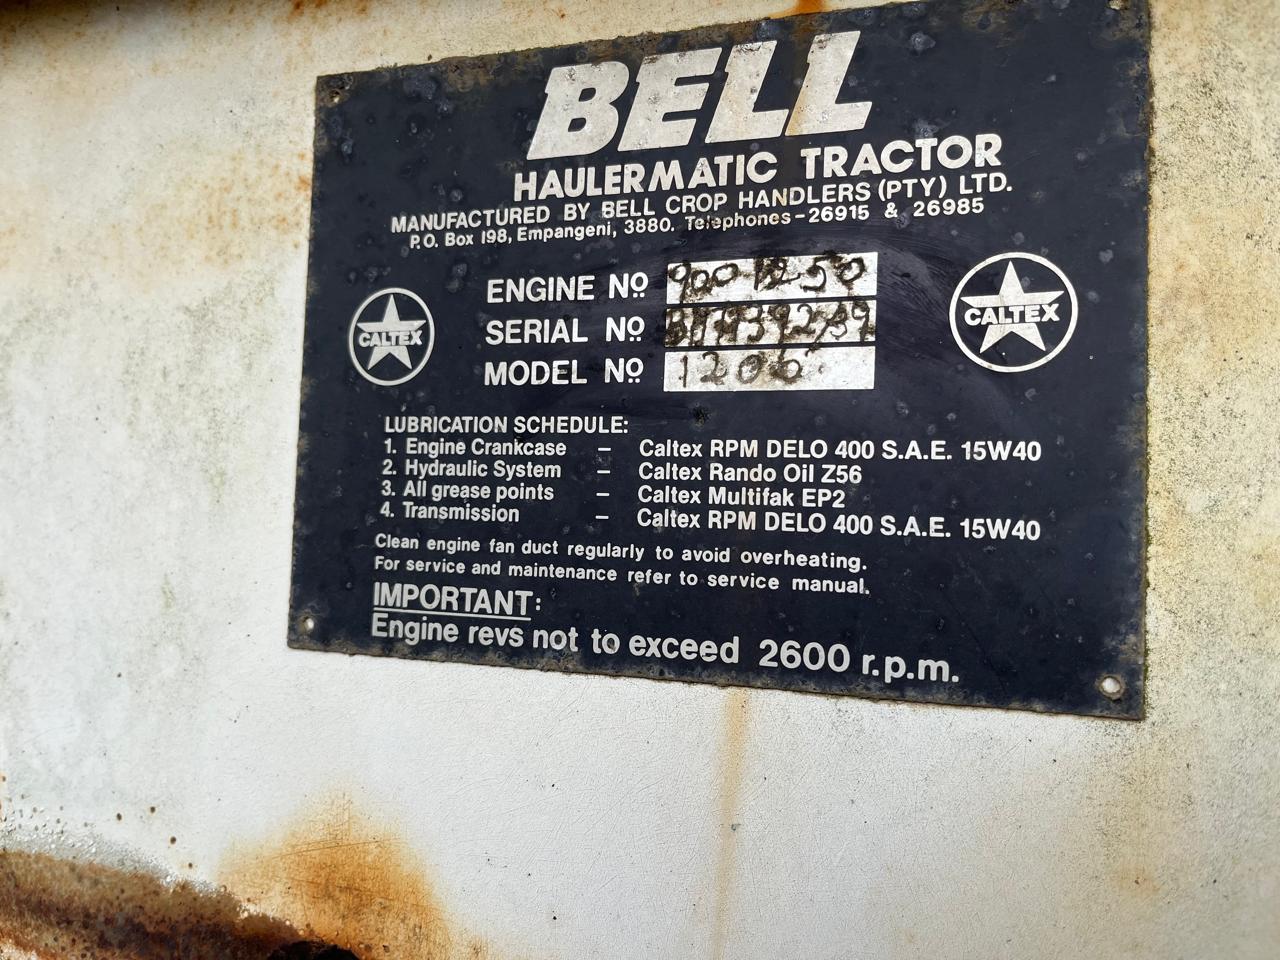 BELL
HAULERMATIC TRACTOR
MANUFACTURED BY BELL CROP HANDLERS (PTY) LTD.
P.O. Box 198, Empangeni, 3880. Telephones-26915 & 26985
ENGINE No
SERIAL No
MODEL No 1206
CALTEX
CALTEX
LUBRICATION SCHEDULE:
1. Engine Crankcase – Caltex RPM DELO 400 S.A.E. 15W40
2. Hydraulic System – Caltex Rando Oil Z56
3. All grease points – Caltex Multifak EP2
4. Transmission – Caltex RPM DELO 400 S.A.E. 15W40
Clean engine fan duct regularly to avoid overheating.
For service and maintenance refer to service manual.
IMPORTANT:
Engine revs not to exceed 2600 r.p.m.